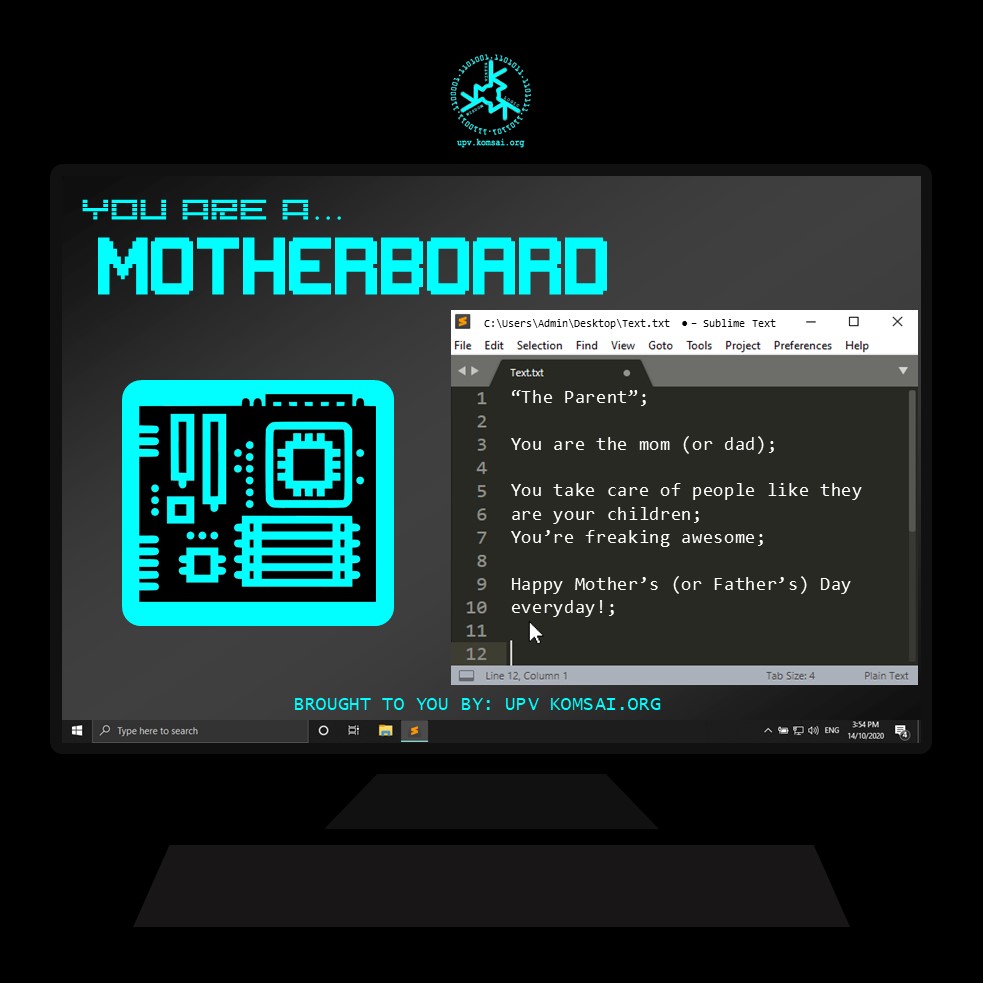 upv.komsai.org
YOU ARE A...
MOTHERBOARD
C:\Users\Admin\Desktop\Text.txt ● - Sublime Text
File Edit Selection Find View Goto Tools Project Preferences Help
Text.txt
1 “The Parent”;
2
3 You are the mom (or dad);
4
5 You take care of people like they
6 are your children;
7 You’re freaking awesome;
8
9 Happy Mother’s (or Father’s) Day
10 everyday!;
11
12
Line 12, Column 1 Tab Size: 4 Plain Text
BROUGHT TO YOU BY: UPV KOMSAI.ORG
Type here to search
ENG
3:54 PM
14/10/2020
4